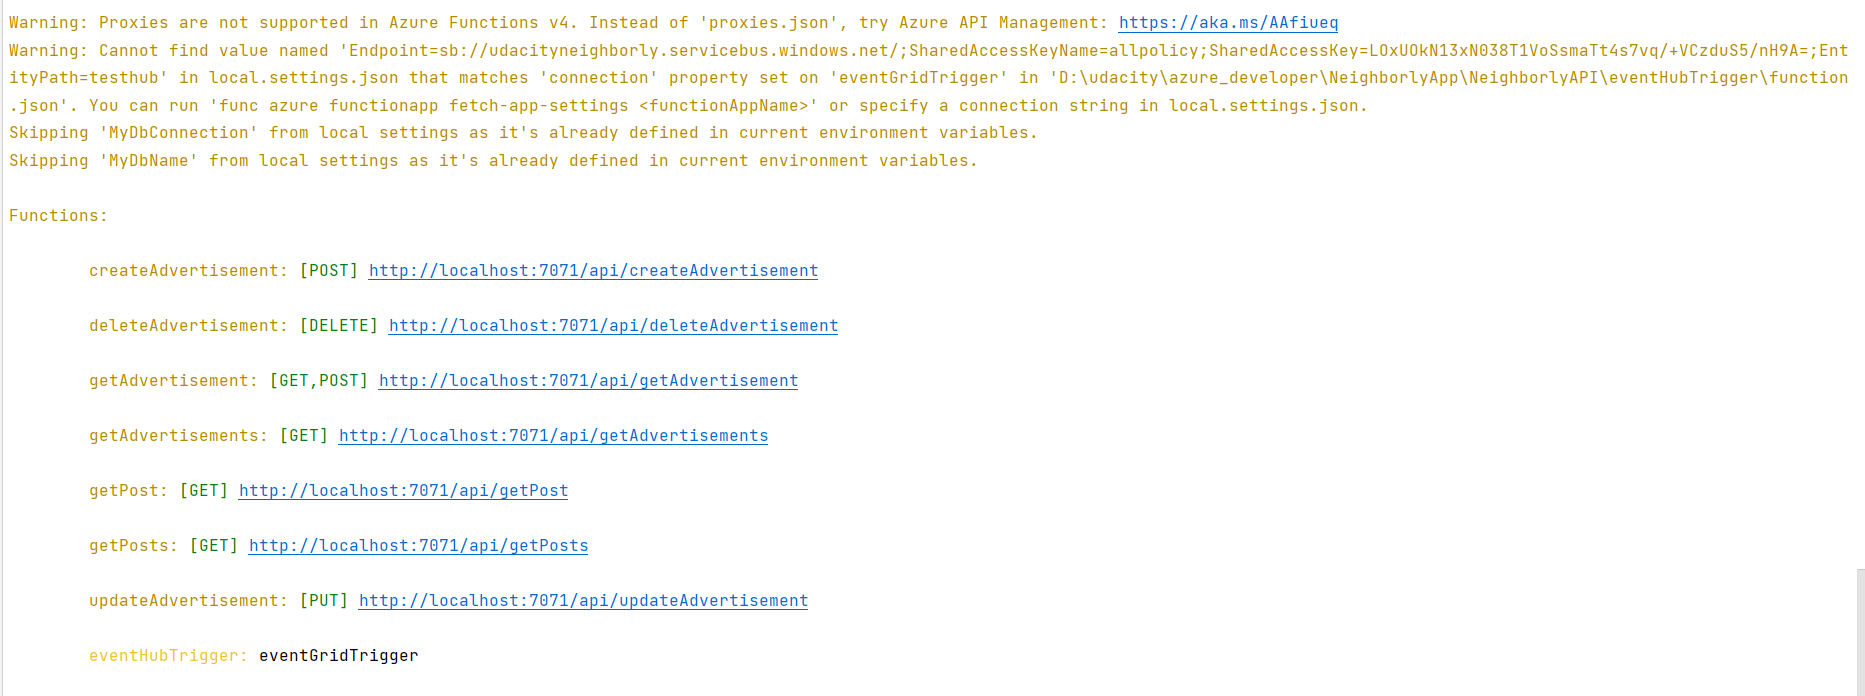 Warning: Proxies are not supported in Azure Functions v4. Instead of 'proxies.json', try Azure API Management: https://aka.ms/AAfiueq
Warning: Cannot find value named 'Endpoint=sb://udacityneighborly.servicebus.windows.net/;SharedAccessKeyName=allpolicy;SharedAccessKey=LOxUOkN13xN038T1VoSsmaTt4s7vq/+VCzduS5/nH9A=;Ent
ityPath=testhub' in local.settings.json that matches 'connection' property set on 'eventGridTrigger' in 'D:\udacity\azure_developer\NeighborlyApp\NeighborlyAPI\eventHubTrigger\function
.json'. You can run 'func azure functionapp fetch-app-settings <functionAppName>' or specify a connection string in local.settings.json.
Skipping 'MyDbConnection' from local settings as it's already defined in current environment variables.
Skipping 'MyDbName' from local settings as it's already defined in current environment variables.
Functions:
createAdvertisement: [POST] http://localhost:7071/api/createAdvertisement
deleteAdvertisement: [DELETE] http://localhost:7071/api/deleteAdvertisement
getAdvertisement: [GET,POST] http://localhost:7071/api/getAdvertisement
getAdvertisements: [GET] http://localhost:7071/api/getAdvertisements
getPost: [GET] http://localhost:7071/api/getPost
getPosts: [GET] http://localhost:7071/api/getPosts
updateAdvertisement: [PUT] http://localhost:7071/api/updateAdvertisement
eventHubTrigger: eventGridTrigger